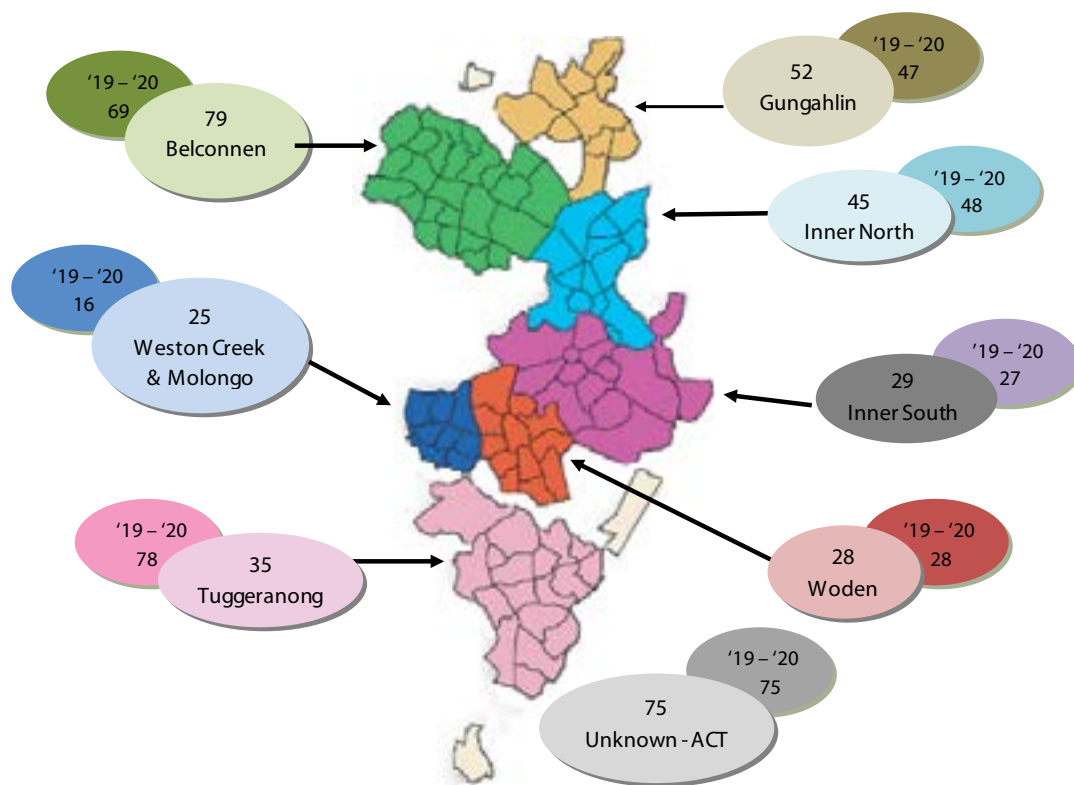 ‘19 – ‘20
69
79
Belconnen
‘19 – ‘20
47
52
Gungahlin
‘19 – ‘20
48
45
Inner North
‘19 – ‘20
16
25
Weston Creek
& Molongo
‘19 – ‘20
27
29
Inner South
‘19 – ‘20
78
35
Tuggeranong
‘19 – ‘20
28
28
Woden
‘19 – ‘20
75
75
Unknown - ACT